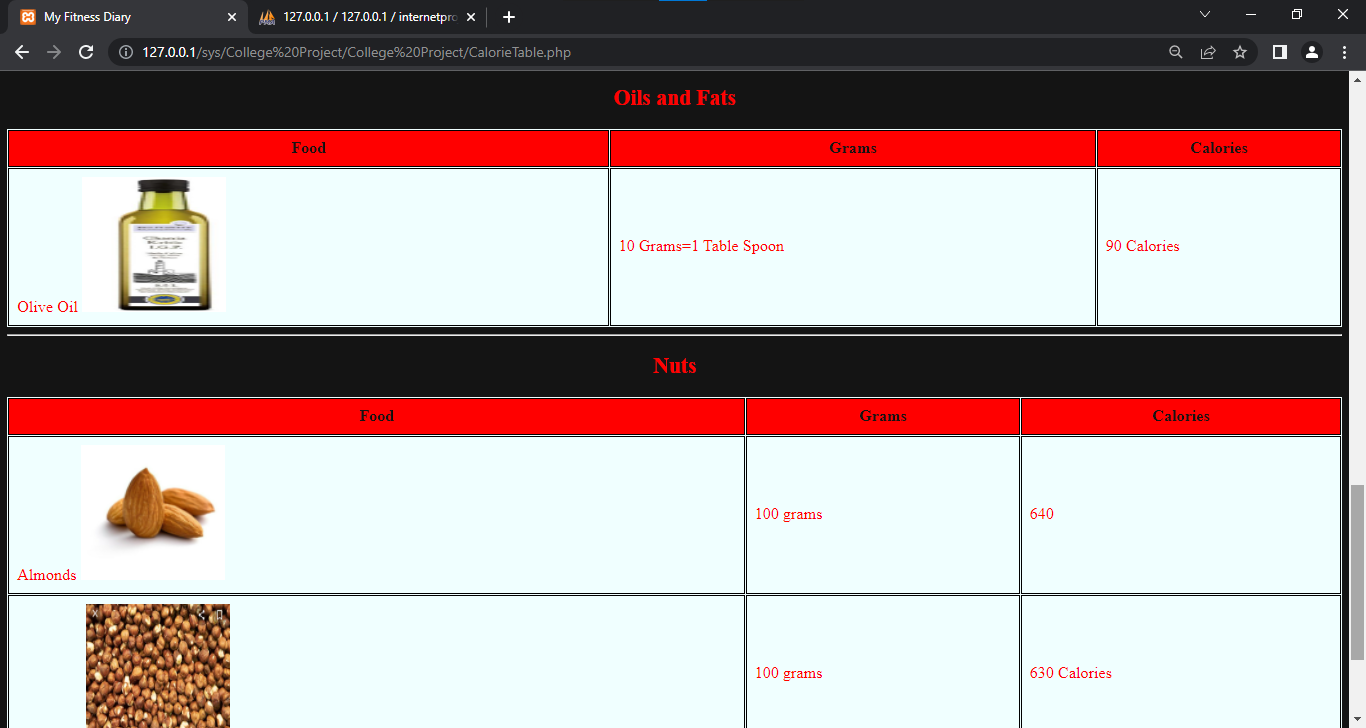 My Fitness Diary
127.0.0.1 / 127.0.0.1 / internetpro
127.0.0.1/sys/College%20Project/College%20Project/CalorieTable.php
Oils and Fats
Food Grams Calories
Olive Oil 10 Grams=1 Table Spoon 90 Calories
Nuts
Food Grams Calories
Almonds 100 grams 640
100 grams 630 Calories